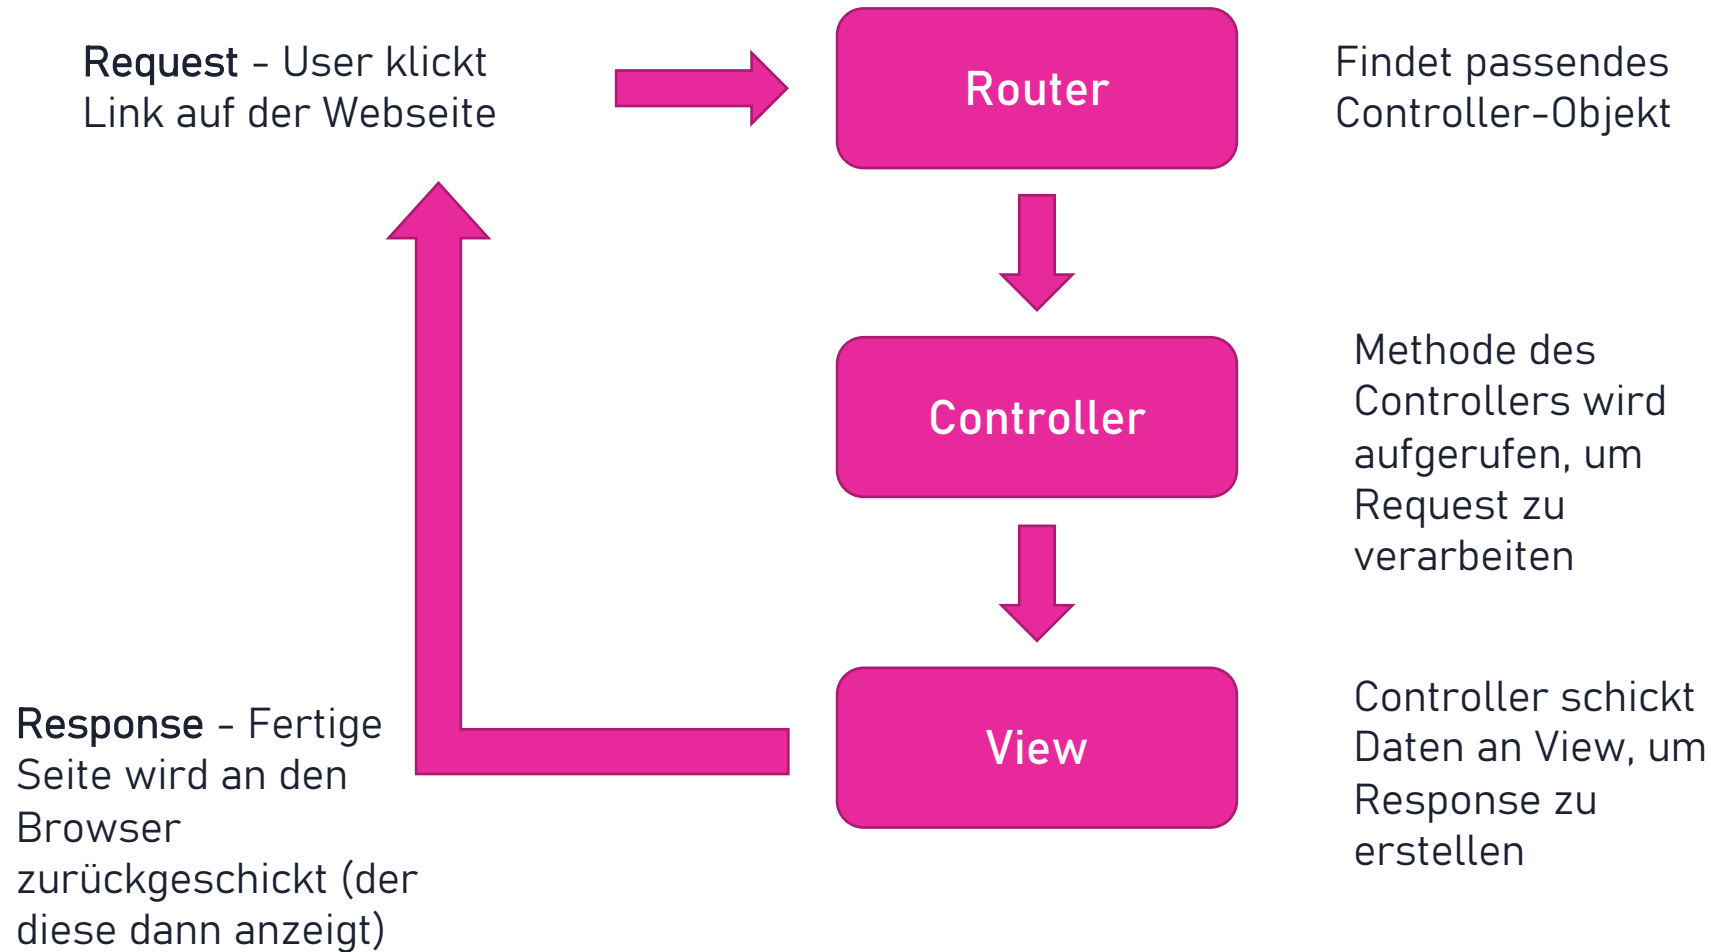 Request - User klickt
Link auf der Webseite
Router
Findet passendes
Controller-Objekt
Controller
Methode des
Controllers wird
aufgerufen, um
Request zu
verarbeiten
View
Controller schickt
Daten an View, um
Response zu
erstellen
Response - Fertige
Seite wird an den
Browser
zurückgeschickt (der
diese dann anzeigt)